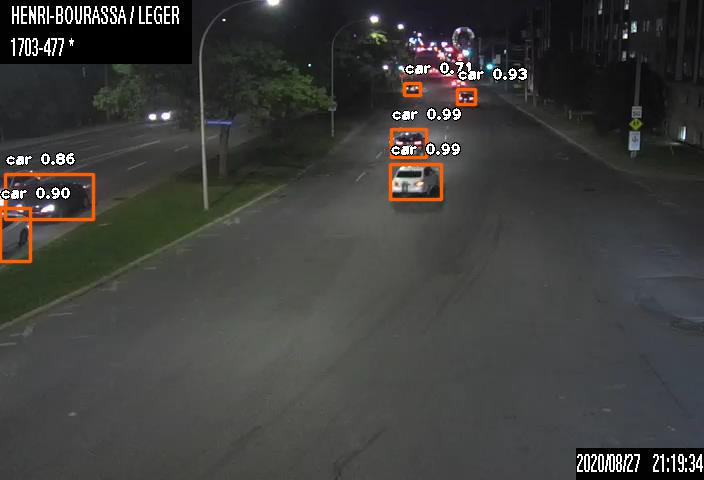 HENRI-BOURASSA / LEGER
1703-477 *
car 0.71
car 0.93
car 0.99
car 0.99
car 0.86
car 0.90
2020/08/27 21:19:34